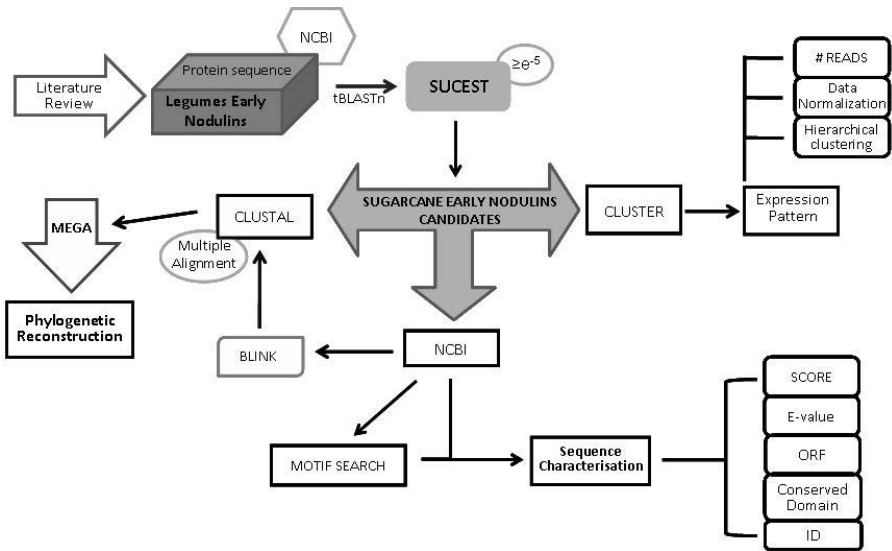 NCBI
Literature
Review
Protein sequence
Legumes Early
Nodulins
tBLASTn
SUCEST
≥e-5
# READS
Data
Normalization
Hierarchical
clustering
SUGARCANE EARLY NODULINS
CANDIDATES
CLUSTER
Expression
Pattern
CLUSTAL
Multiple
Alignment
MEGA
Phylogenetic
Reconstruction
BLINK
NCBI
MOTIF SEARCH
Sequence
Characterisation
SCORE
E-value
ORF
Conserved
Domain
ID